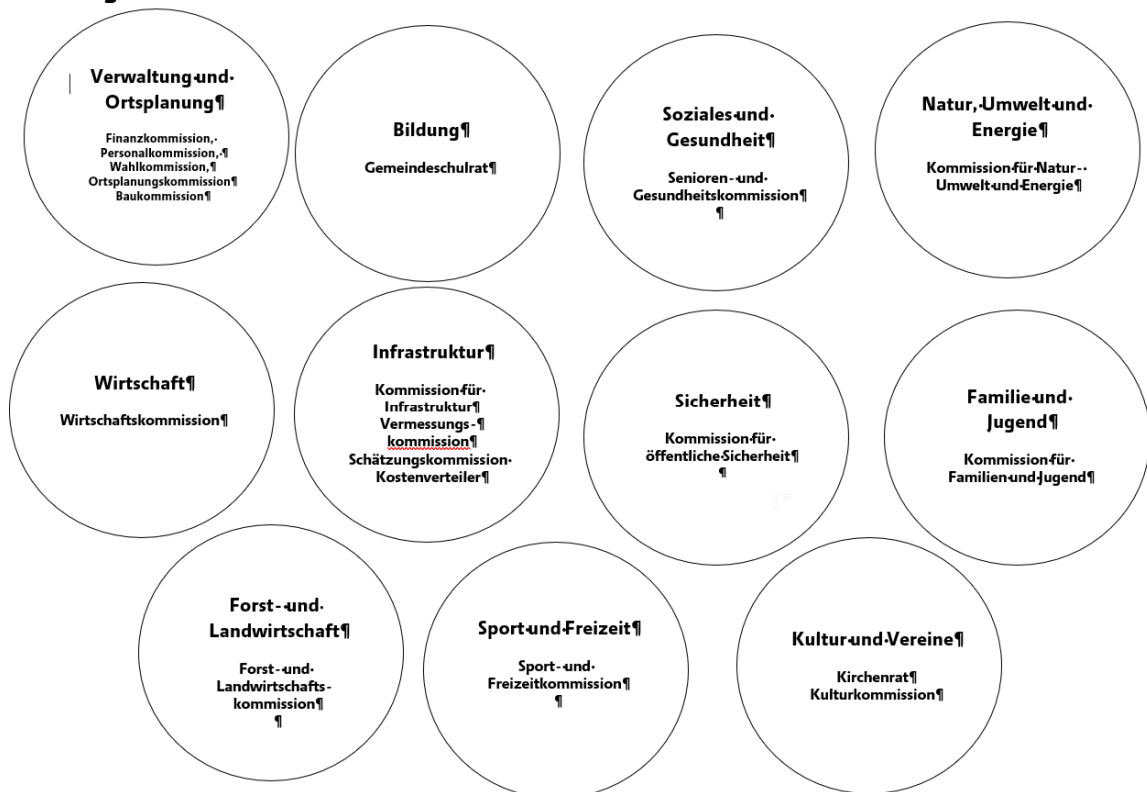 Verwaltung und
Ortsplanung¶
Finanzkommission,
Personalkommission, ¶
Wahlkommission,¶
Ortsplanungskommission¶
Baukommission¶
Bildung¶
Gemeindeschulrat¶
Soziales und
Gesundheit¶
Senioren- und
Gesundheitskommission¶
¶
Natur, Umwelt und
Energie¶
Kommission für Natur--
Umwelt und Energie¶
Wirtschaft¶
Wirtschaftskommission¶
Infrastruktur¶
Kommission für
Infrastruktur¶
Vermessungs-¶
kommission¶
Schätzungskommission
Kostenverteiler¶
Sicherheit¶
Kommission für
öffentliche Sicherheit¶
¶
Familie und
Jugend¶
Kommission für
Familien und Jugend¶
Forst- und
Landwirtschaft¶
Forst- und
Landwirtschafts-
kommission¶
¶
Sport und Freizeit¶
Sport- und
Freizeitkommission¶
¶
Kultur und Vereine¶
Kirchenrat¶
Kulturkommission¶